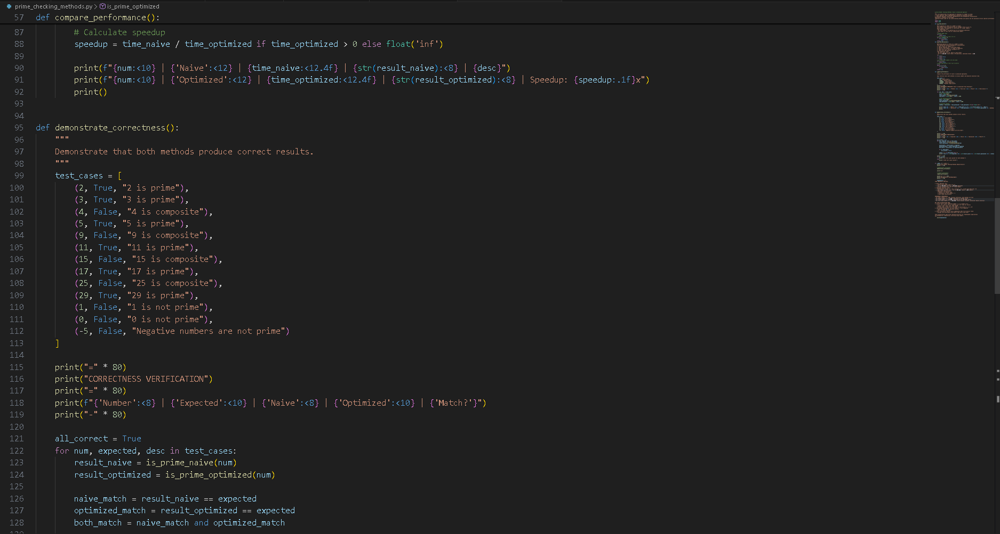 prime_checking_methods.py > is_prime_optimized
57 def compare_performance():
87 # Calculate speedup
88 speedup = time_naive / time_optimized if time_optimized > 0 else float('inf')
89
90 print(f"{num:<10} | {'Naive':<12} | {time_naive:<12.4f} | {str(result_naive):<8} | {desc}")
91 print(f"{num:<10} | {'Optimized':<12} | {time_optimized:<12.4f} | {str(result_optimized):<8} | Speedup: {speedup:.1f}x")
92 print()
93
94
95 def demonstrate_correctness():
96 """
97 Demonstrate that both methods produce correct results.
98 """
99 test_cases = [
100 (2, True, "2 is prime"),
101 (3, True, "3 is prime"),
102 (4, False, "4 is composite"),
103 (5, True, "5 is prime"),
104 (9, False, "9 is composite"),
105 (11, True, "11 is prime"),
106 (15, False, "15 is composite"),
107 (17, True, "17 is prime"),
108 (25, False, "25 is composite"),
109 (29, True, "29 is prime"),
110 (1, False, "1 is not prime"),
111 (0, False, "0 is not prime"),
112 (-5, False, "Negative numbers are not prime")
113 ]
114
115 print("=" * 80)
116 print("CORRECTNESS VERIFICATION")
117 print("=" * 80)
118 print(f"{'Number':<8} | {'Expected':<10} | {'Naive':<8} | {'Optimized':<10} | {'Match?'}")
119 print("-" * 80)
120
121 all_correct = True
122 for num, expected, desc in test_cases:
123 result_naive = is_prime_naive(num)
124 result_optimized = is_prime_optimized(num)
125
126 naive_match = result_naive == expected
127 optimized_match = result_optimized == expected
128 both_match = naive_match and optimized_match